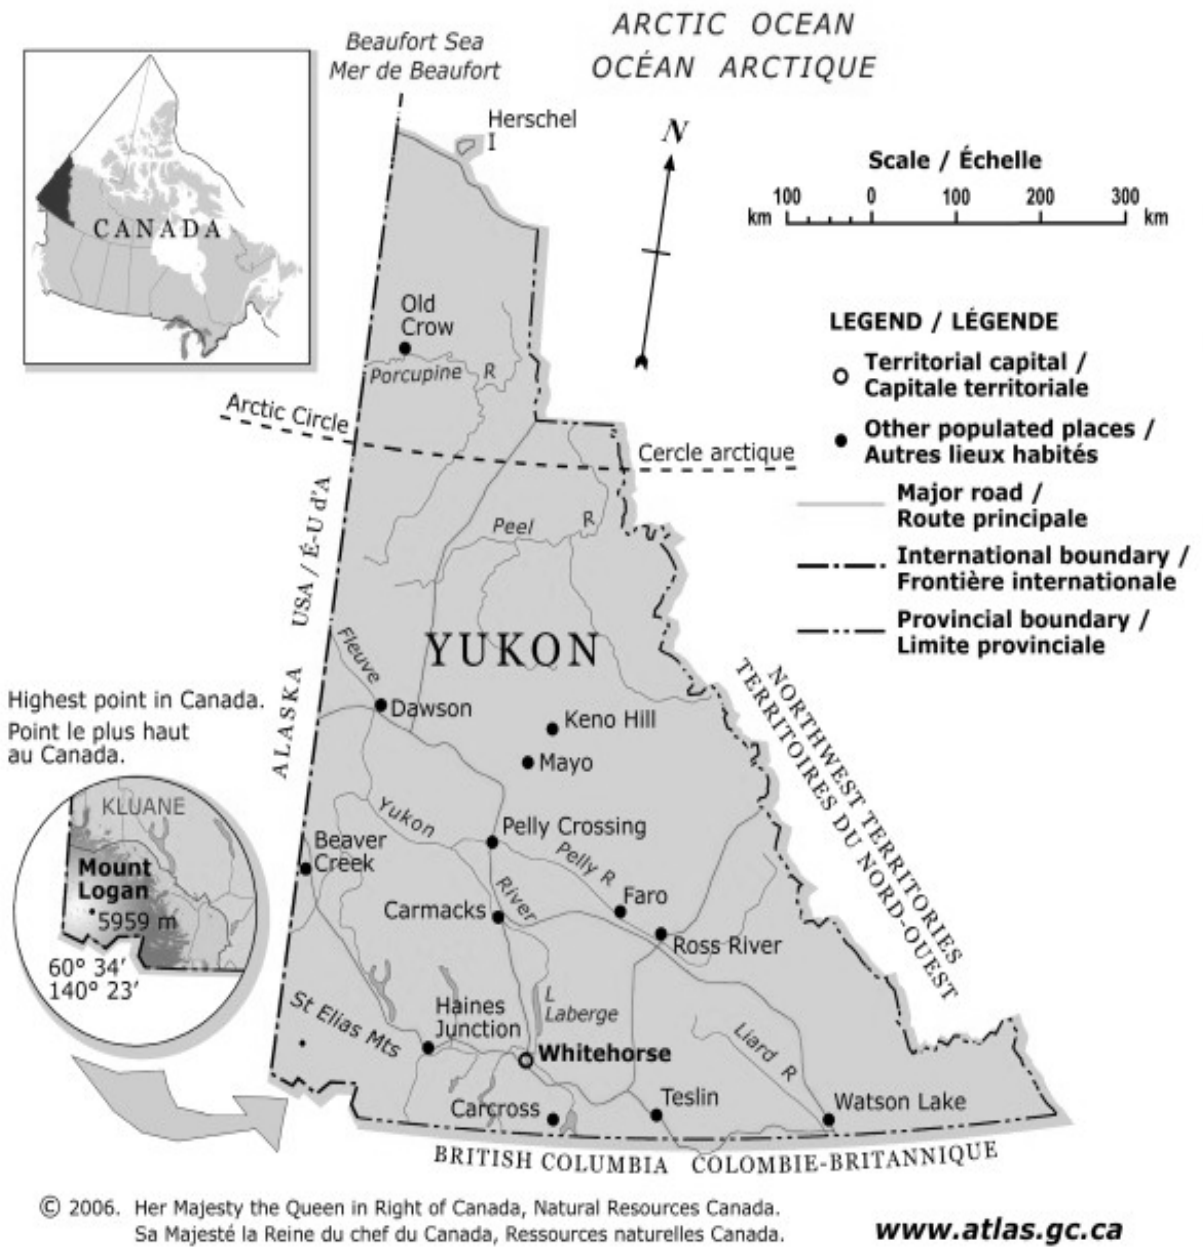 ARCTIC OCEAN
OCÉAN ARCTIQUE
Beaufort Sea
Mer de Beaufort
Herschel
I
N
Scale / Échelle
100 0 100 200 300
km km
CANADA
LEGEND / LÉGENDE
Territorial capital /
Capitale territoriale
Other populated places /
Autres lieux habités
Major road /
Route principale
International boundary /
Frontière internationale
Provincial boundary /
Limite provinciale
Old
Crow
Porcupine R
Arctic Circle
Cercle arctique
ALASKA USA / É-U d'A
Peel R
YUKON
Fleuve
Dawson
Keno Hill
Mayo
NORTHWEST TERRITORIES
TERRITOIRES DU NORD-OUEST
Highest point in Canada.
Point le plus haut
au Canada.
KLUANE
Mount
Logan
5959 m
60° 34′
140° 23′
Yukon River
Pelly Crossing
Pelly R
Beaver
Creek
Faro
Carmacks
Ross River
L
Laberge
Haines
Junction
St Elias Mts
Whitehorse
Liard R
Carcross
Teslin
Watson Lake
BRITISH COLUMBIA COLOMBIE-BRITANNIQUE
© 2006. Her Majesty the Queen in Right of Canada, Natural Resources Canada.
Sa Majesté la Reine du chef du Canada, Ressources naturelles Canada.
www.atlas.gc.ca